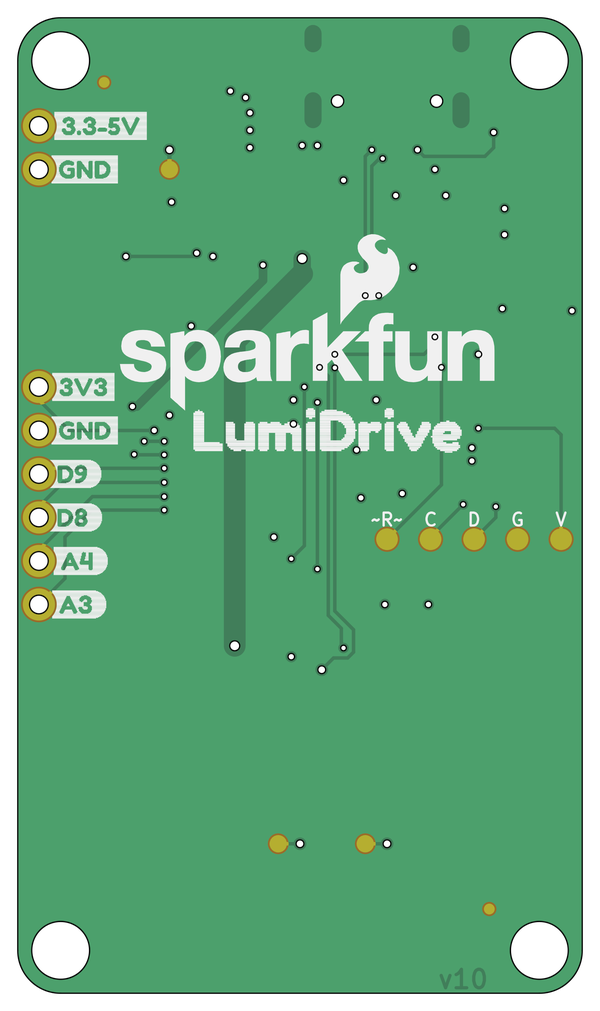 3.3-5V
GND
sparkfun
3V3
GND
LumiDrive
D9
D8
~R~ C D G V
A4
A3
v10